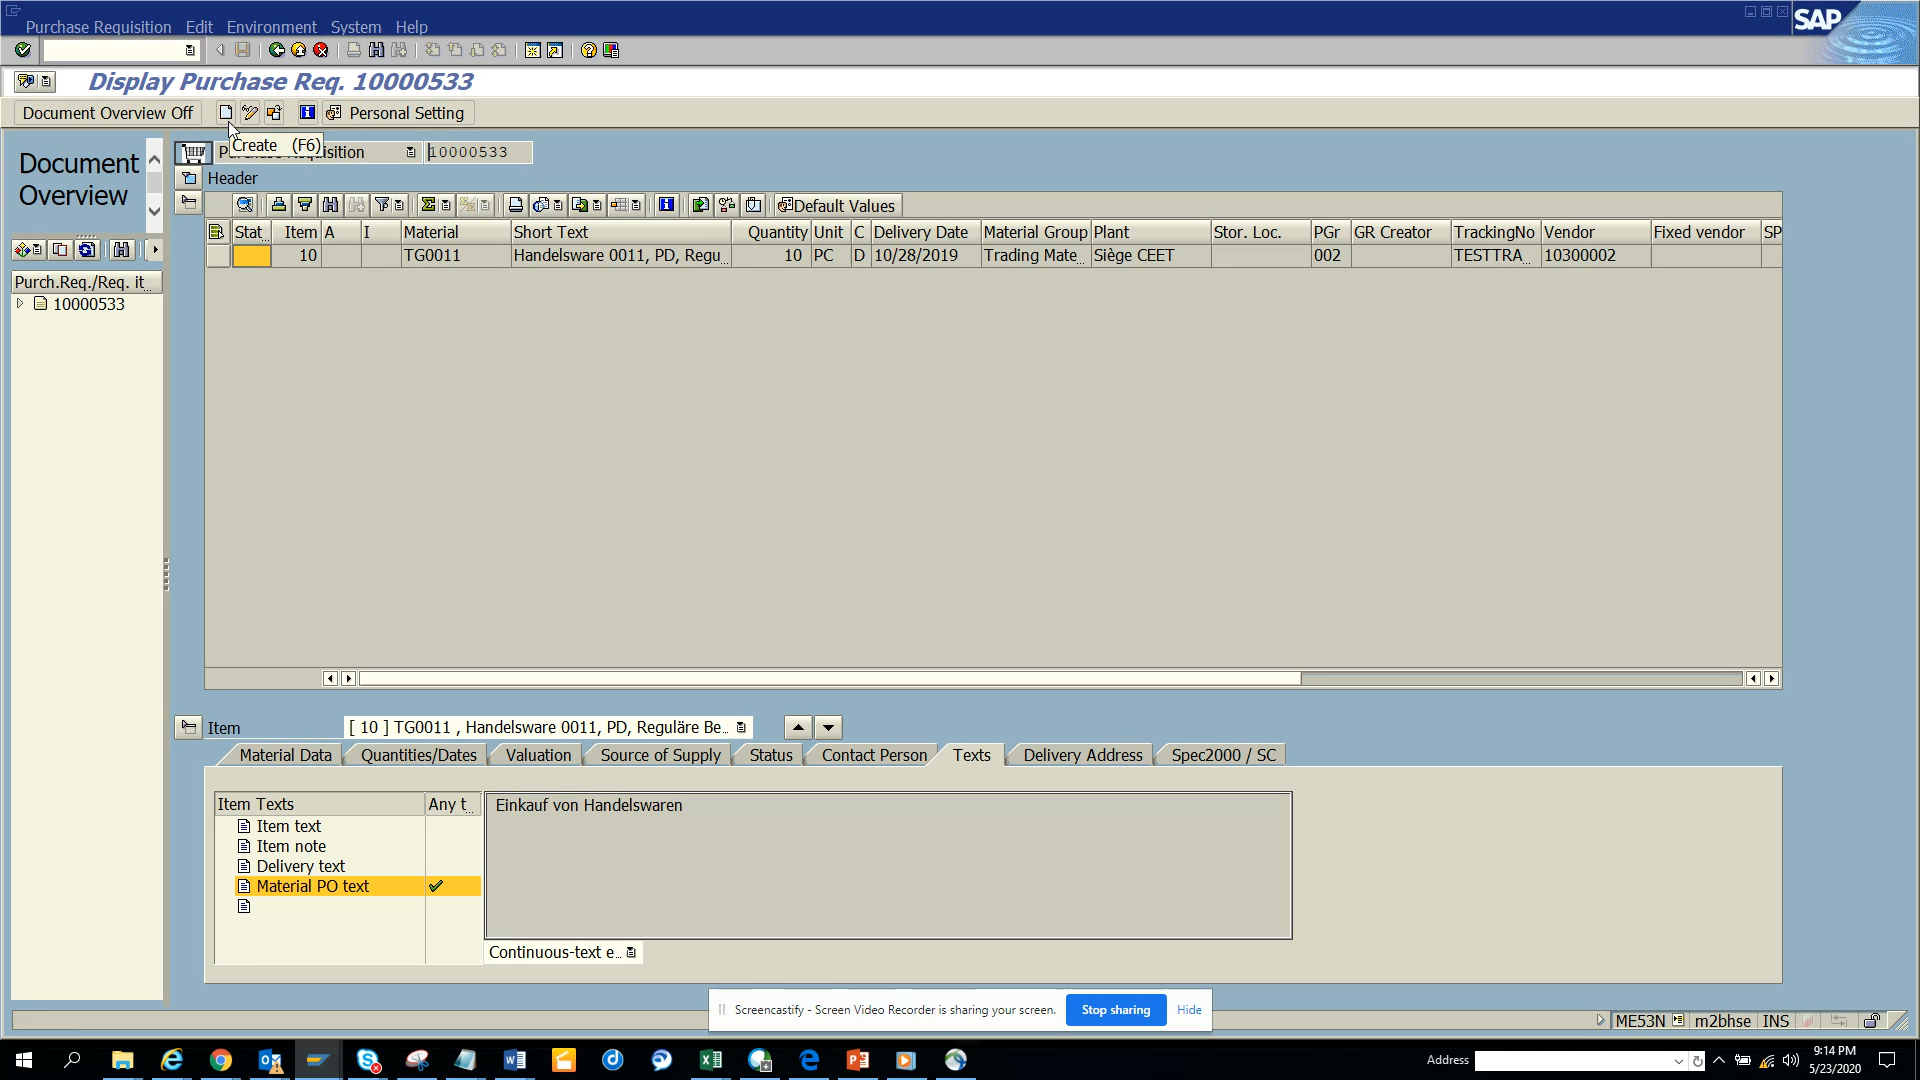 Purchase Requisition Edit Environment System Help
SAP
Display Purchase Req. 10000533
Document Overview Off Personal Setting
Create (F6)
Document Overview
10000533
Header
Default Values
Stat.. Item A I Material Short Text Quantity Unit C Delivery Date Material Group Plant Stor. Loc. PGr GR Creator TrackingNo Vendor Fixed vendor SP
10 TG0011 Handelsware 0011, PD, Regu.. 10 PC D 10/28/2019 Trading Mate.. Siège CEET 002 TESTTRA.. 10300002
Purch.Req./Req. it..
10000533
Item [ 10 ] TG0011 , Handelsware 0011, PD, Reguläre Be..
Material Data Quantities/Dates Valuation Source of Supply Status Contact Person Texts Delivery Address Spec2000 / SC
Item Texts Any t..
Item text
Item note
Delivery text
Material PO text
Einkauf von Handelswaren
Continuous-text e..
Screencastify - Screen Video Recorder is sharing your screen. Stop sharing Hide
ME53N m2bhse INS
Address
9:14 PM
5/23/2020